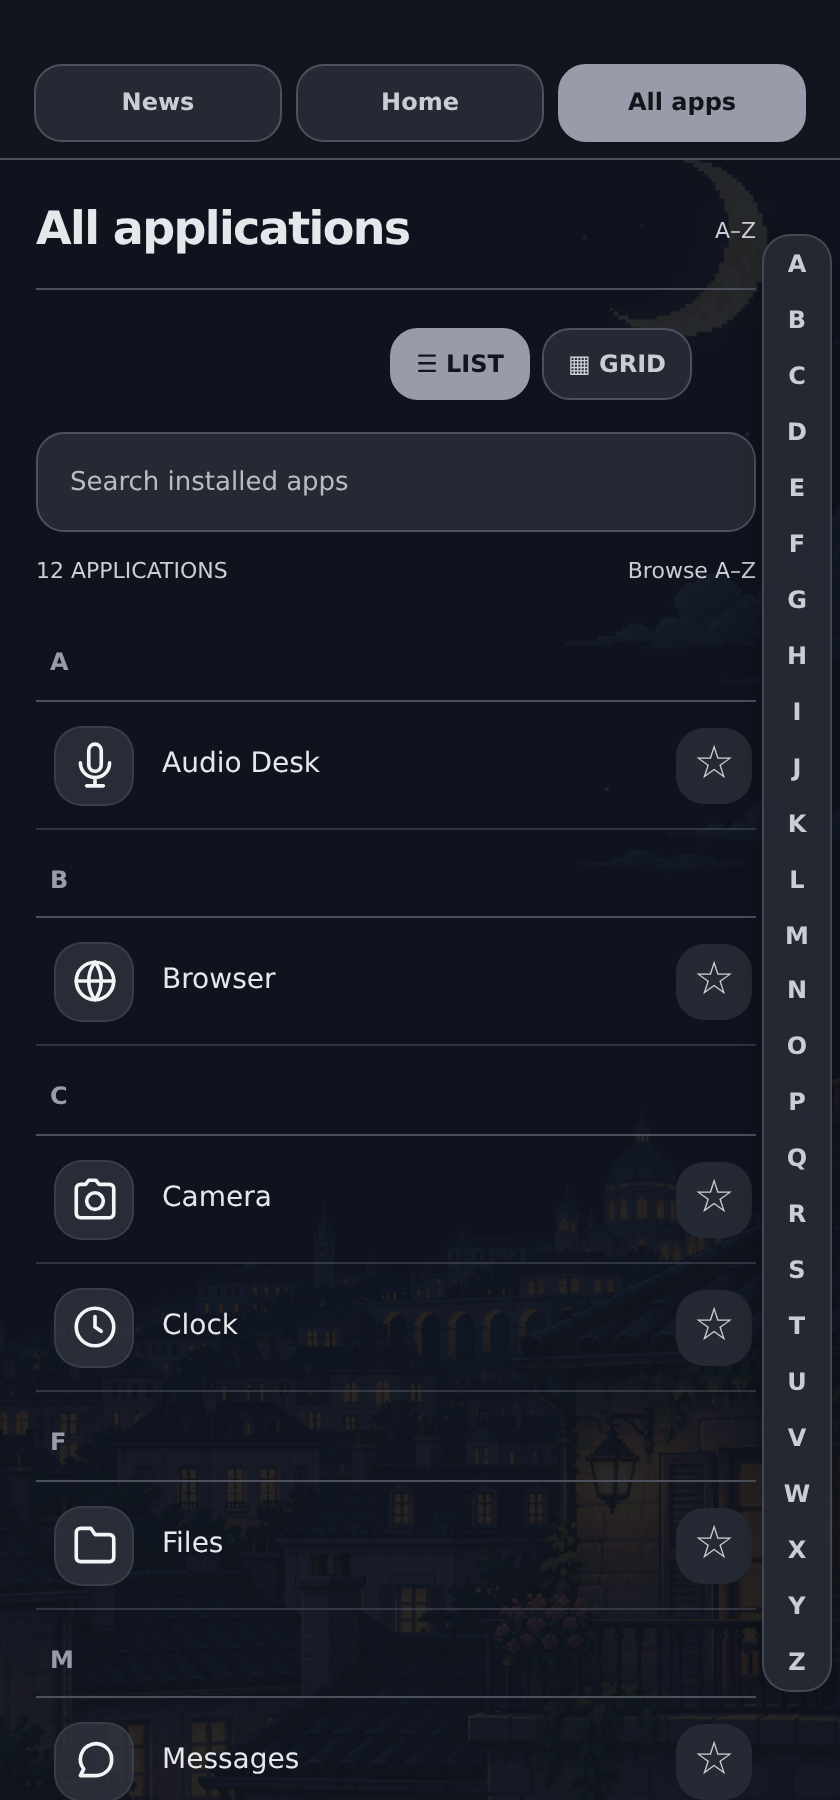 News Home All apps
All applications A–Z
☰ LIST ▦ GRID
Search installed apps
12 APPLICATIONS Browse A–Z
A
Audio Desk ☆
B
Browser ☆
C
Camera ☆
Clock ☆
F
Files ☆
M
Messages ☆
A
B
C
D
E
F
G
H
I
J
K
L
M
N
O
P
Q
R
S
T
U
V
W
X
Y
Z